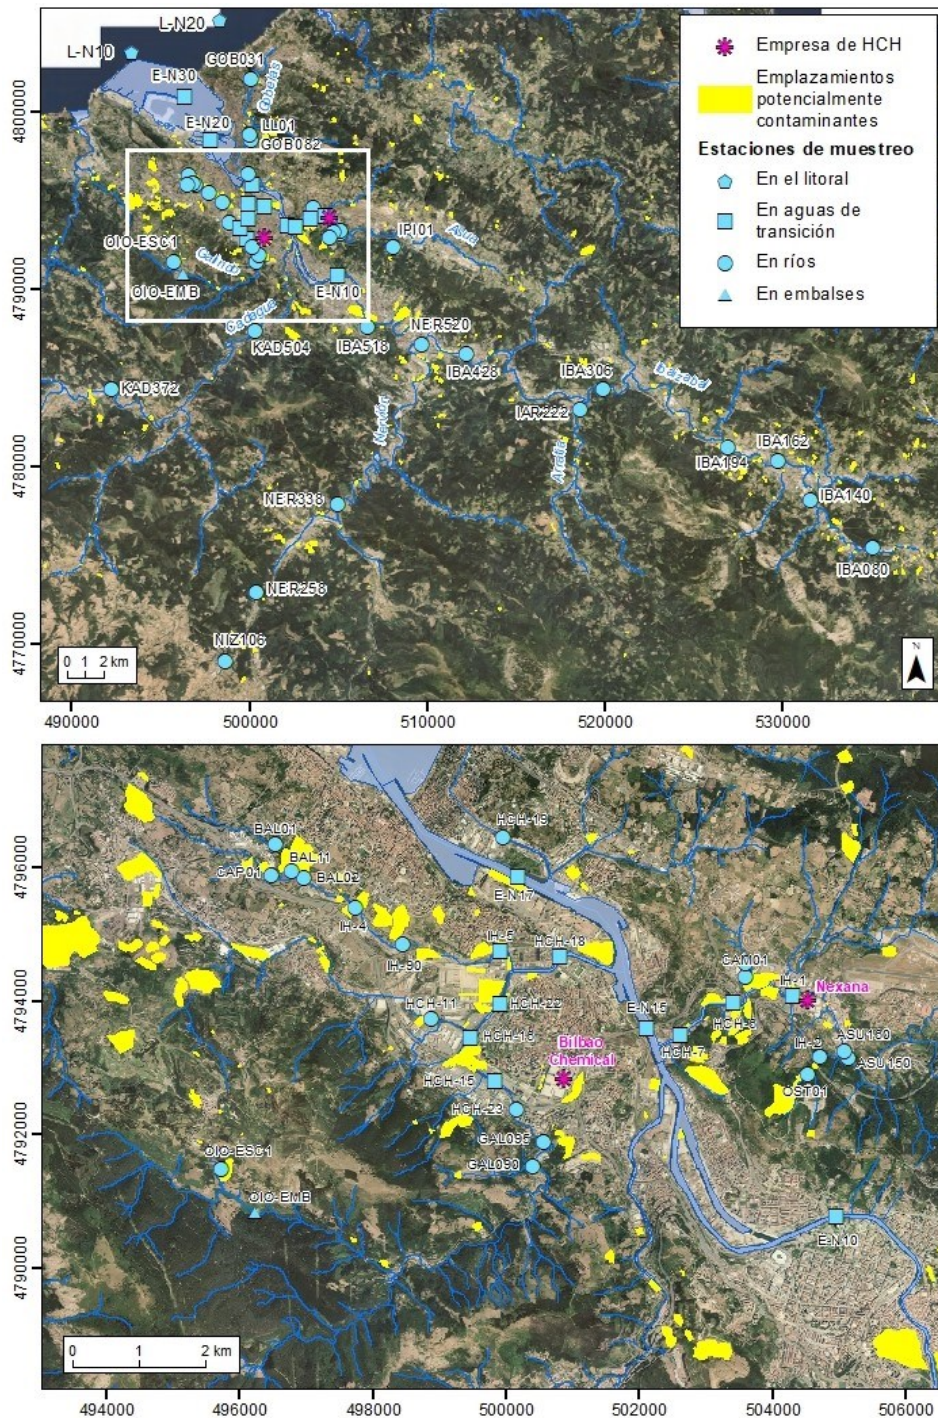 L-N20
L-N10
E-N30
GOB031
Gobelas
E-N20
LL01
GOB082
OIO-ESC1
Galindo
OIO-EMB
Cadagua
E-N10
IPI01
Asua
KAD504
IBA518
NER520
IBA428
IBA306
Ibaizabal
KAD372
IAR222
Nervión
Arratia
IBA162
IBA194
IBA140
IBA080
NER338
NER258
NIZ106
Empresa de HCH
Emplazamientos
potencialmente
contaminantes
Estaciones de muestreo
En el litoral
En aguas de
transición
En ríos
En embalses
4800000
4790000
4780000
4770000
0 1 2 km
N
490000 500000 510000 520000 530000
HCH-19
BAL01
BAL11
CAP01
BAL02
E-N17
IH-4
IH-5
HCH-18
IH-90
CAM01
IH-1
Nexana
HCH-11
HCH-22
E-N15
HCH-6
HCH-16
HCH-7
ASU160
IH-2
ASU150
Bilbao
Chemical
HCH-15
OST01
HCH-23
GAL095
OIO-ESC1
GAL090
OIO-EMB
E-N10
4796000
4794000
4792000
4790000
0 1 2 km
494000 496000 498000 500000 502000 504000 506000